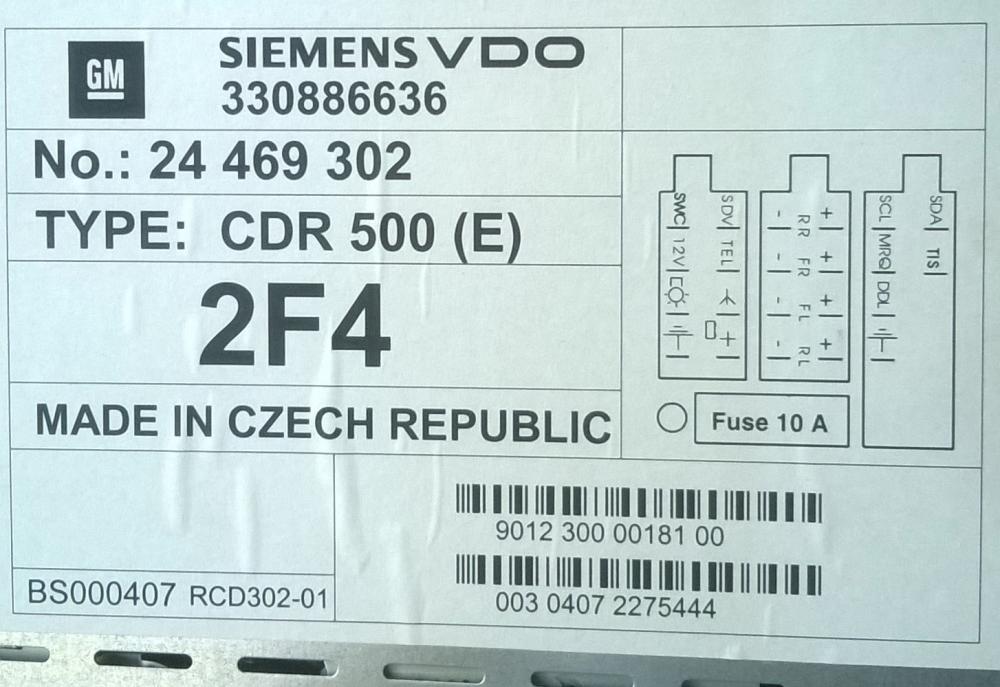 GM
SIEMENS VDO
330886636
No.: 24 469 302
TYPE: CDR 500 (E)
2F4
MADE IN CZECH REPUBLIC
SWC 12V
SDV TEL +
- - - -
RR FR FL RL
+ + + +
SCL MRQ DDL
SDA TIS
Fuse 10 A
9012 300 00181 00
003 0407 2275444
BS000407 RCD302-01